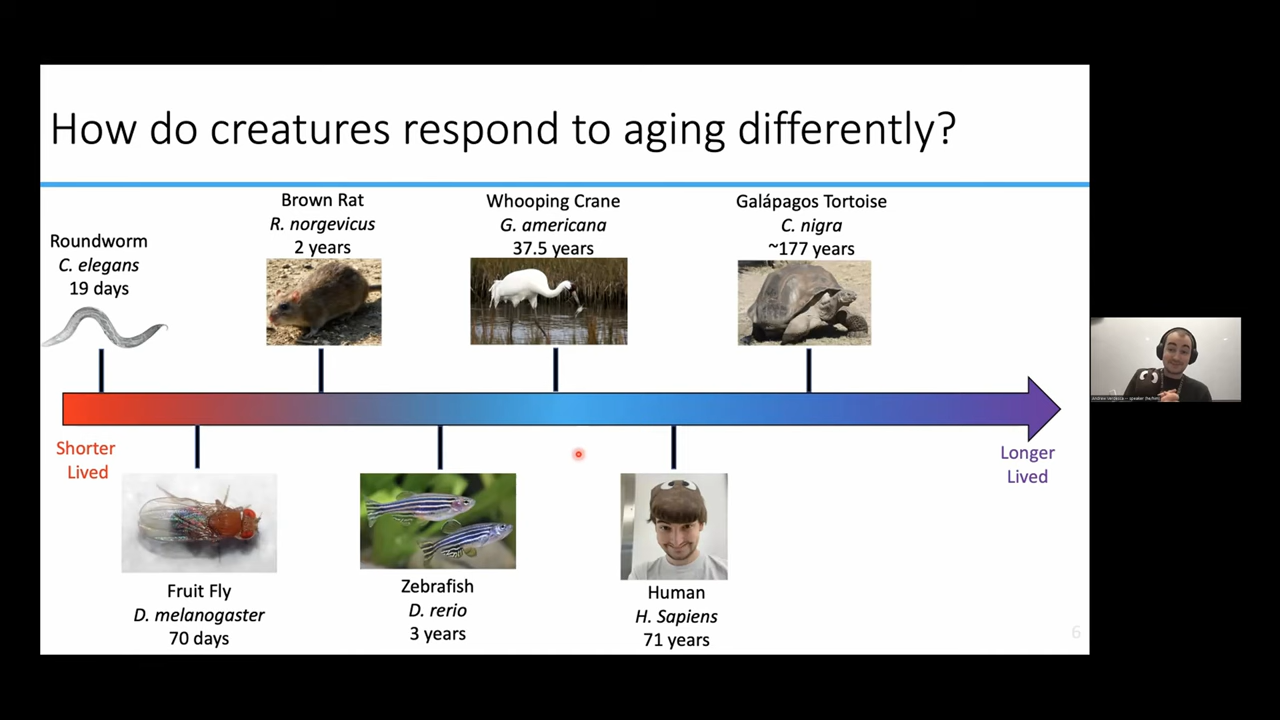 How do creatures respond to aging differently?
Roundworm
C. elegans
19 days
Brown Rat
R. norgevicus
2 years
Whooping Crane
G. americana
37.5 years
Galápagos Tortoise
C. nigra
~177 years
Shorter
Lived
Longer
Lived
Fruit Fly
D. melanogaster
70 days
Zebrafish
D. rerio
3 years
Human
H. Sapiens
71 years
6